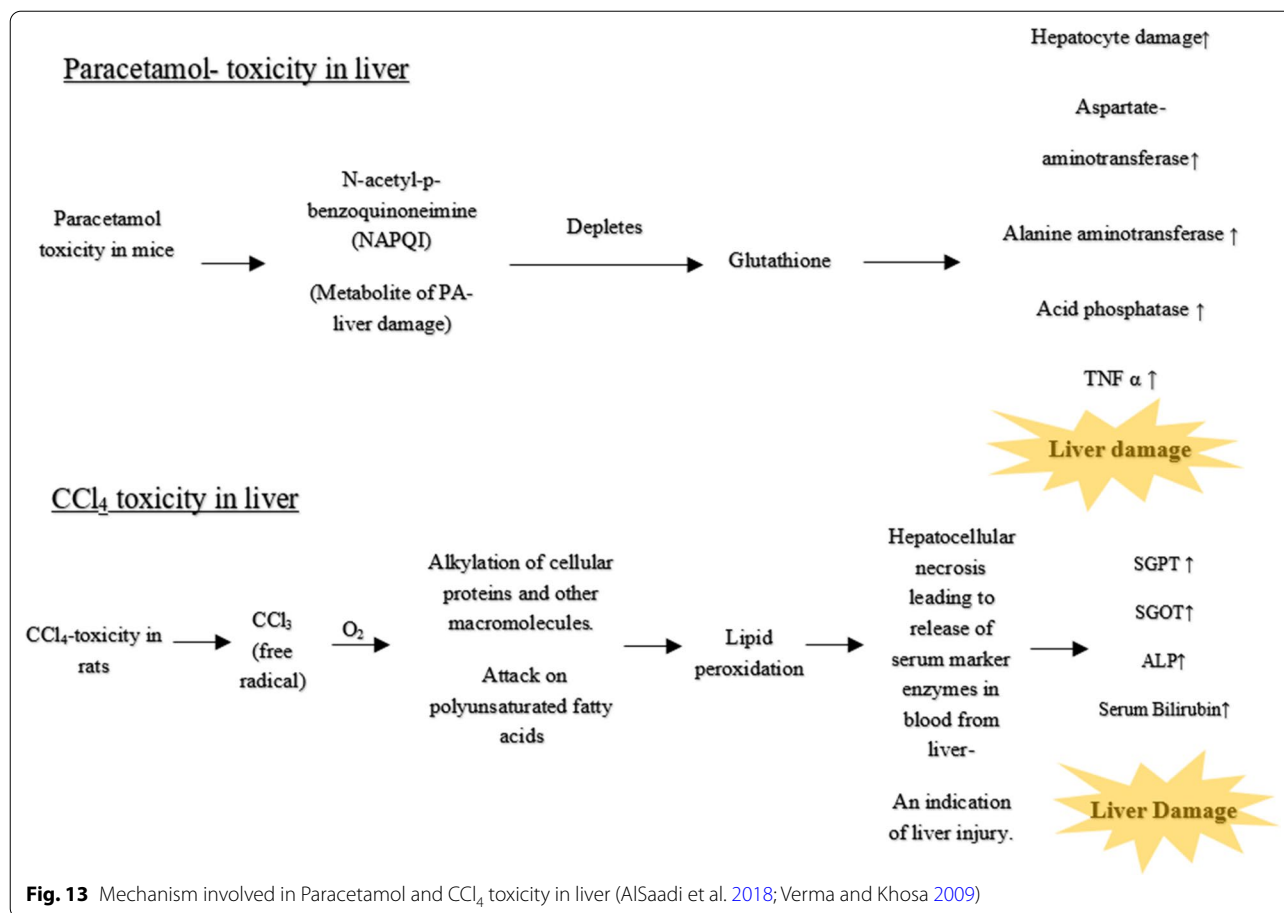 Paracetamol- toxicity in liver
Paracetamol
toxicity in mice
N-acetyl-p-
benzoquinoneimine
(NAPQI)
(Metabolite of PA-
liver damage)
Depletes
Glutathione
Hepatocyte damage↑
Aspartate-
aminotransferase↑
Alanine aminotransferase ↑
Acid phosphatase ↑
TNF α ↑
Liver damage
CCl₄ toxicity in liver
CCl₄-toxicity in
rats
CCl₃
(free
radical)
O₂
Alkylation of cellular
proteins and other
macromolecules.
Attack on
polyunsaturated fatty
acids
Lipid
peroxidation
Hepatocellular
necrosis
leading to
release of
serum marker
enzymes in
blood from
liver-
An indication
of liver injury.
SGPT ↑
SGOT↑
ALP↑
Serum Bilirubin↑
Liver Damage
Fig. 13 Mechanism involved in Paracetamol and CCl₄ toxicity in liver (AlSaadi et al. 2018; Verma and Khosa 2009)